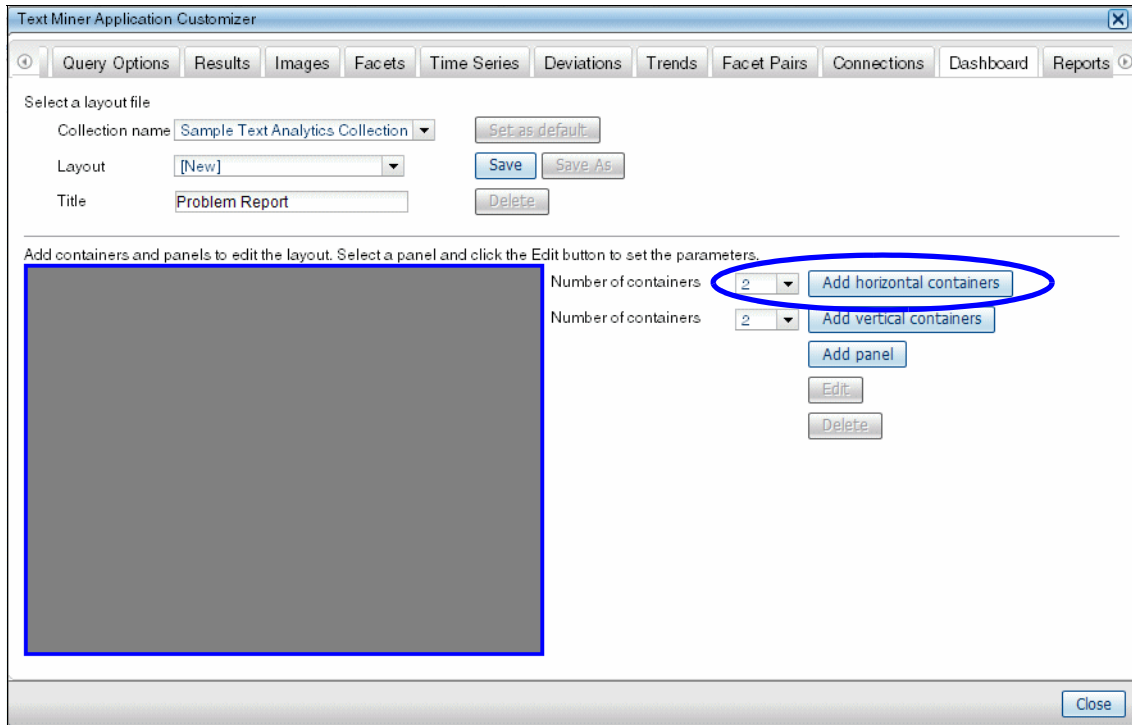 Text Miner Application Customizer
Query Options Results Images Facets Time Series Deviations Trends Facet Pairs Connections Dashboard Reports
Select a layout file
Collection name Sample Text Analytics Collection Set as default
Layout [New] Save Save As
Title Problem Report Delete
Add containers and panels to edit the layout. Select a panel and click the Edit button to set the parameters.
Number of containers 2 Add horizontal containers
Number of containers 2 Add vertical containers
Add panel
Edit
Delete
Close